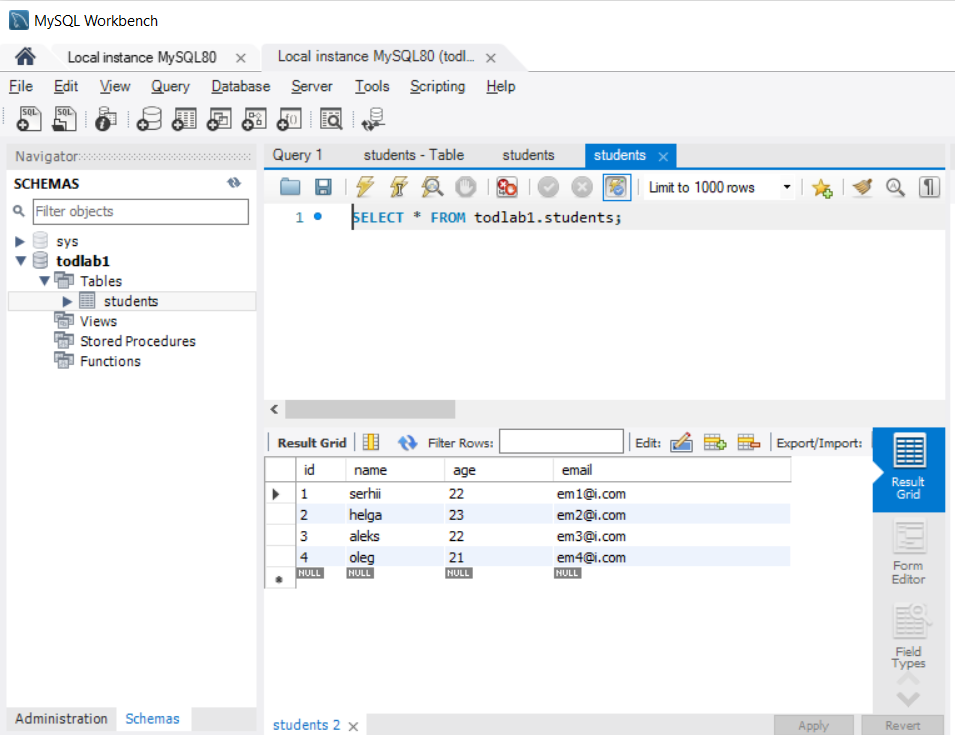 MySQL Workbench
Local instance MySQL80
Local instance MySQL80 (todl...
File Edit View Query Database Server Tools Scripting Help
Navigator
Query 1 students - Table students students
SCHEMAS
Limit to 1000 rows
Filter objects
1 SELECT * FROM todlab1.students;
sys
todlab1
Tables
students
Views
Stored Procedures
Functions
Result Grid Filter Rows: Edit: Export/Import:
id name age email
1 serhii 22 em1@i.com
2 helga 23 em2@i.com
3 aleks 22 em3@i.com
4 oleg 21 em4@i.com
NULL NULL NULL NULL
Result
Grid
Form
Editor
Field
Types
Administration Schemas
students 2
Apply Revert